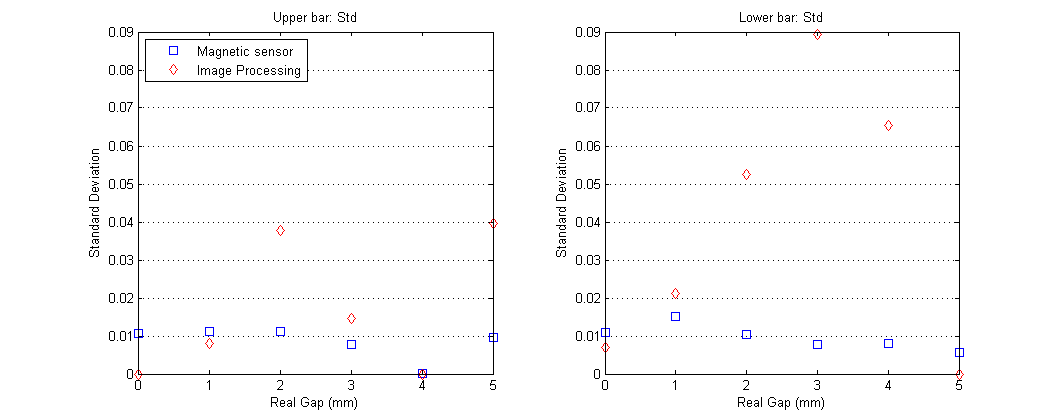 Upper bar: Std
0.09
0.08
0.07
0.06
0.05
0.04
0.03
0.02
0.01
0
Standard Deviation
Magnetic sensor
Image Processing
0 1 2 3 4 5
Real Gap (mm)
Lower bar: Std
0.09
0.08
0.07
0.06
0.05
0.04
0.03
0.02
0.01
0
Standard Deviation
0 1 2 3 4 5
Real Gap (mm)